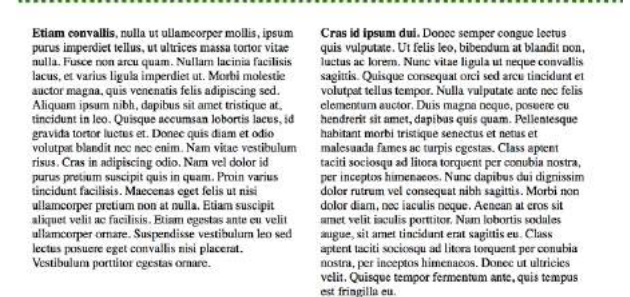 Etiam convallis, nulla ut ullamcorper mollis, ipsum
purus imperdiet tellus, ut ultrices massa tortor vitae
nulla. Fusce non arcu quam. Nullam lacinia facilisis
lacus, et varius ligula imperdiet ut. Morbi molestie
auctor magna, quis venenatis felis adipiscing sed.
Aliquam ipsum nibh, dapibus sit amet tristique at,
tincidunt in leo. Quisque accumsan lobortis lacus, id
gravida tortor luctus et. Donec quis diam et odio
volutpat blandit nec nec enim. Nam vitae vestibulum
risus. Cras in adipiscing odio. Nam vel dolor id
purus pretium suscipit quis in quam. Proin varius
tincidunt facilisis. Maecenas eget felis ut nisi
ullamcorper pretium non at nulla. Etiam suscipit
aliquet velit ac facilisis. Etiam egestas ante eu velit
ullamcorper ornare. Suspendisse vestibulum leo sed
lectus posuere eget convallis nisi placerat.
Vestibulum porttitor egestas ornare.
Cras id ipsum dui. Donec semper congue lectus
quis vulputate. Ut felis leo, bibendum at blandit non,
luctus ac lorem. Nunc vitae ligula ut neque convallis
sagittis. Quisque consequat orci sed arcu tincidunt et
volutpat tellus tempor. Nulla vulputate ante nec felis
elementum auctor. Duis magna neque, posuere eu
hendrerit sit amet, dapibus quis quam. Pellentesque
habitant morbi tristique senectus et netus et
malesuada fames ac turpis egestas. Class aptent
taciti sociosqu ad litora torquent per conubia nostra,
per inceptos himenaeos. Nunc dapibus dui dignissim
dolor rutrum vel consequat nibh sagittis. Morbi non
dolor diam, nec iaculis neque. Aenean at eros sit
amet velit iaculis porttitor. Nam lobortis sodales
augue, sit amet tincidunt erat sagittis eu. Class
aptent taciti sociosqu ad litora torquent per conubia
nostra, per inceptos himenaeos. Donec ut ultricies
velit. Quisque tempor fermentum ante, quis tempus
est fringilla eu.